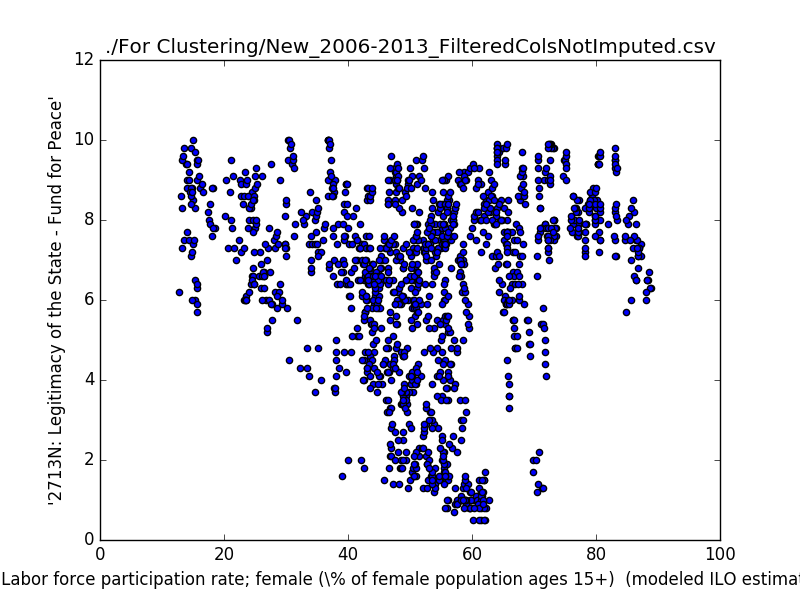 ./For Clustering/New_2006-2013_FilteredColsNotImputed.csv
'2713N: Legitimacy of the State - Fund for Peace'
12
10
8
6
4
2
0
0 20 40 60 80 100
Labor force participation rate; female (\% of female population ages 15+) (modeled ILO estimat